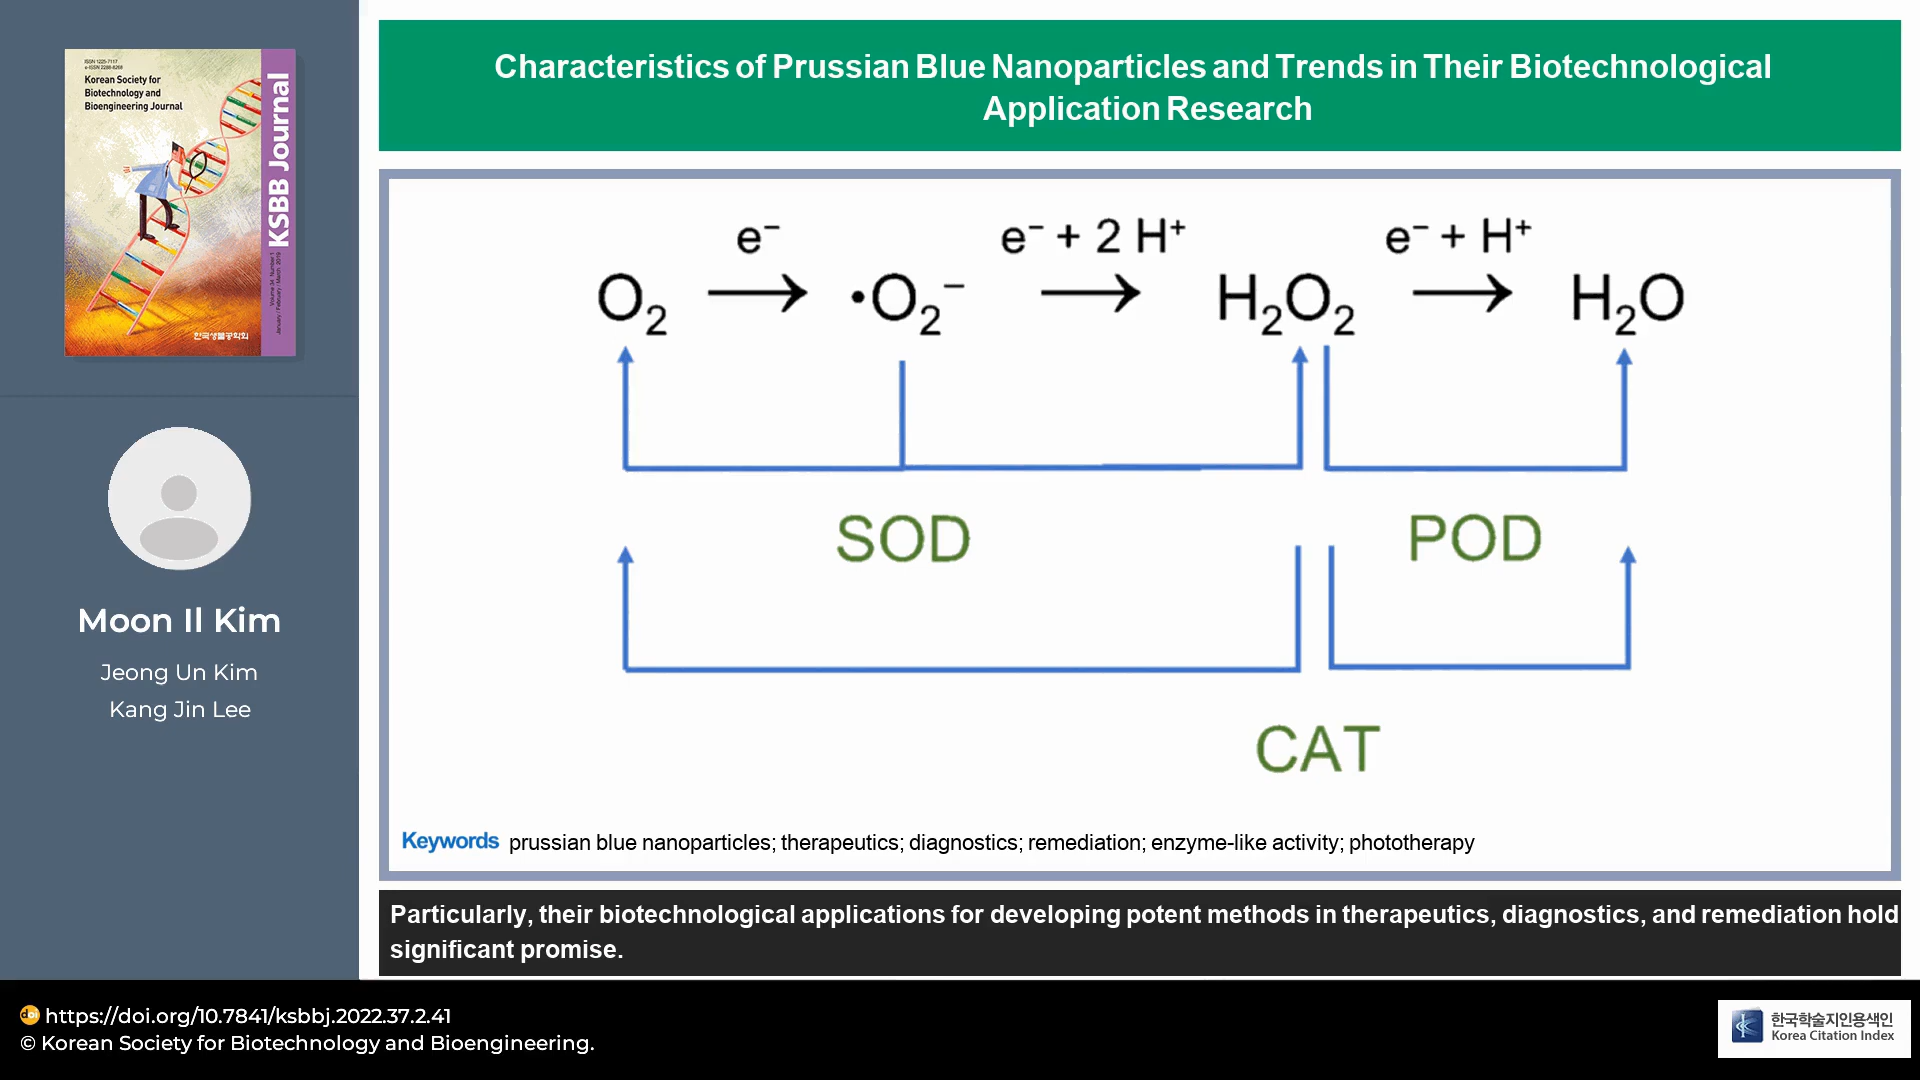 ISSN 1225-7117
e-ISSN 2288-8268
Korean Society for
Biotechnology and
Bioengineering Journal
KSBB Journal
Volume 34 Number 1
January / February / March 2019
한국생물공학회
Moon Il Kim
Jeong Un Kim
Kang Jin Lee
Characteristics of Prussian Blue Nanoparticles and Trends in Their Biotechnological
Application Research
e⁻ e⁻ + 2 H⁺ e⁻ + H⁺
O₂ → •O₂⁻ → H₂O₂ → H₂O
SOD POD
CAT
Keywords prussian blue nanoparticles; therapeutics; diagnostics; remediation; enzyme-like activity; phototherapy
Particularly, their biotechnological applications for developing potent methods in therapeutics, diagnostics, and remediation hold
significant promise.
doi https://doi.org/10.7841/ksbbj.2022.37.2.41
© Korean Society for Biotechnology and Bioengineering.
한국학술지인용색인
Korea Citation Index